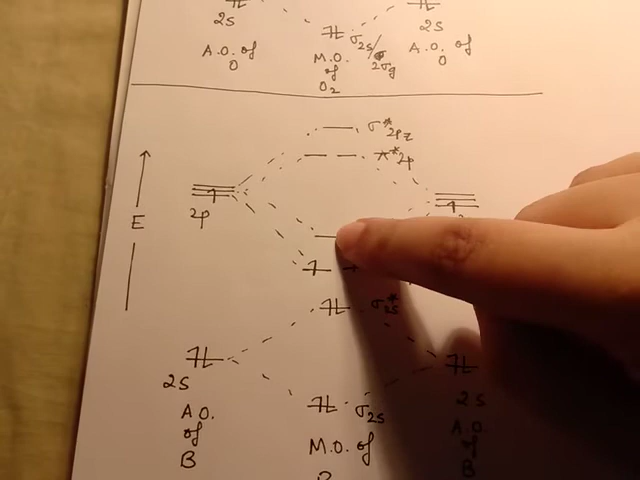 2s
σ2s/
2σg
2s
A.O. of
O
M.O.
of
O2
A.O. of
O
σ*2pz
π*2p
2p
E
σ*2s
2s
σ2s
2s
A.O.
of
B
M.O. of
A.O.
of
B